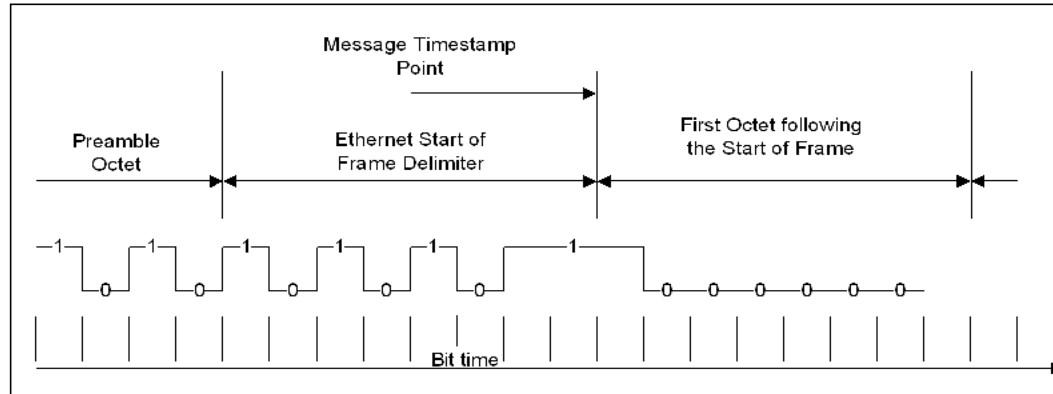 Message Timestamp
Point
Preamble
Octet
Ethernet Start of
Frame Delimiter
First Octet following
the Start of Frame
1 0 1 0 1 0 1 0 1 0 1 0 0 0 0 0 0
Bit time